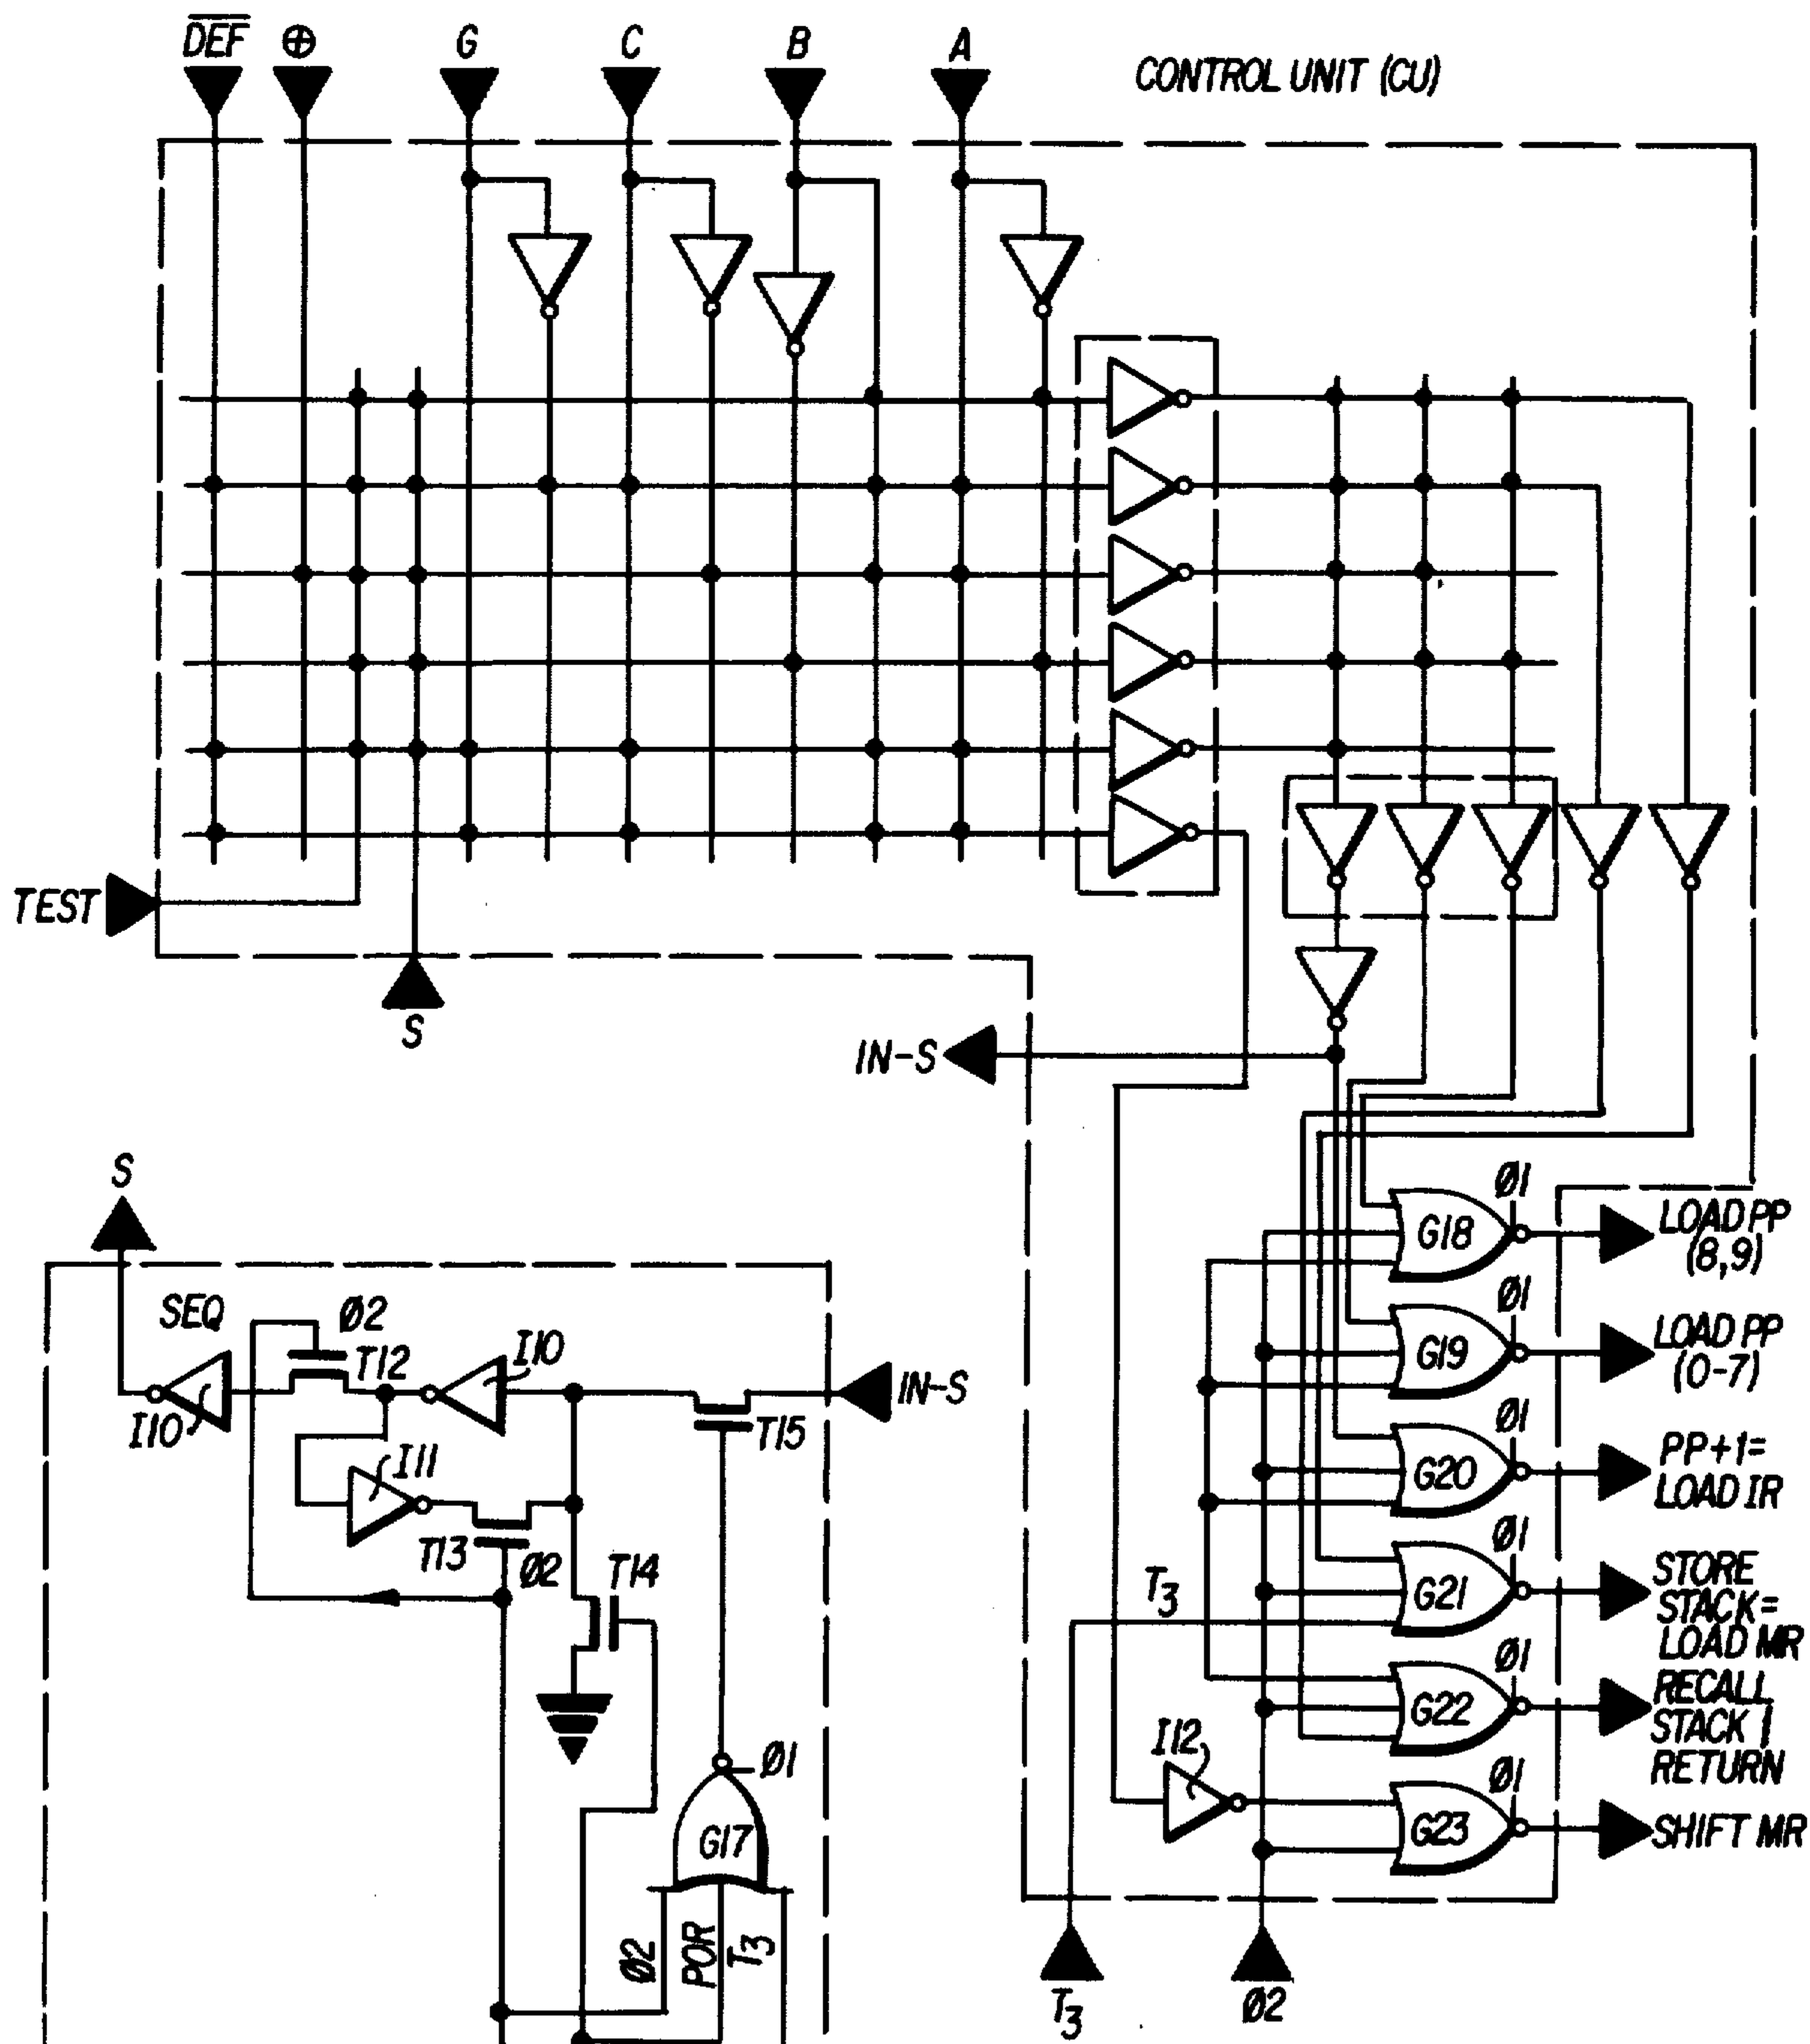 D̅E̅F̅ ⊕ G C B A
CONTROL UNIT (CU)
TEST
S
IN-S
S
SEQ
Ø2
T12
I10
I10
IN-S
T15
I11
T13
Ø2
T14
Ø1
G17
Ø2
POR
T3
G18
Ø1
LOAD PP
(8,9)
G19
Ø1
LOAD PP
(0-7)
G20
Ø1
PP+1=
LOAD IR
T3
G21
Ø1
STORE
STACK=
LOAD MR
G22
Ø1
RECALL
STACK 1
RETURN
I12
G23
Ø1
SHIFT MR
T3
Ø2